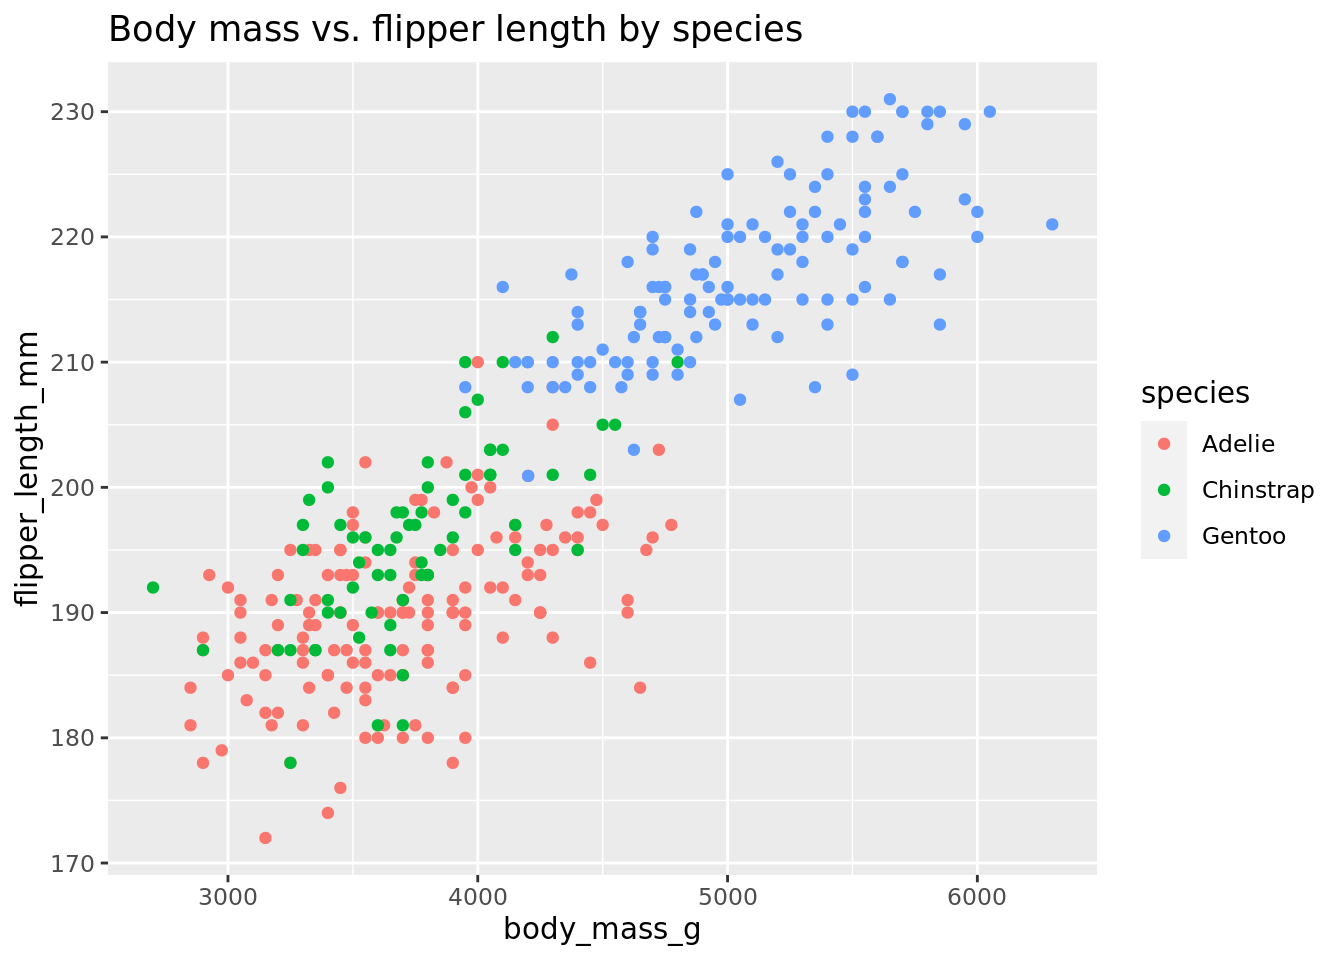 Body mass vs. flipper length by species
230
220
210
200
190
180
170
flipper_length_mm
3000 4000 5000 6000
body_mass_g
species
Adelie
Chinstrap
Gentoo